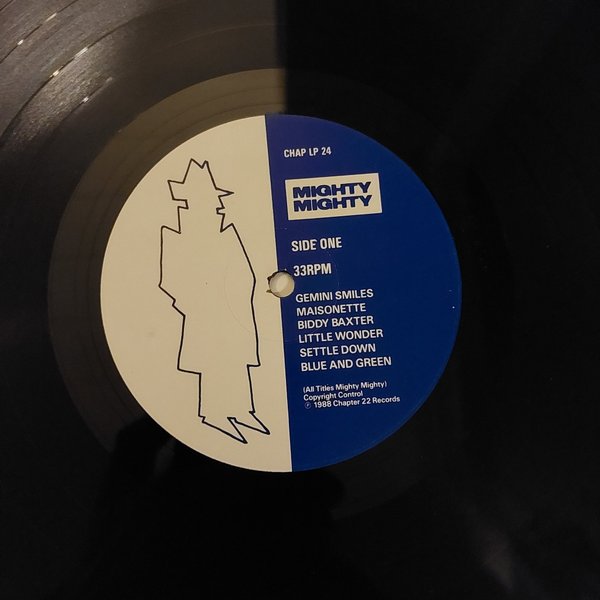 CHAP LP 24
MIGHTY
MIGHTY
SIDE ONE
33RPM
GEMINI SMILES
MAISONETTE
BIDDY BAXTER
LITTLE WONDER
SETTLE DOWN
BLUE AND GREEN
(All Titles Mighty Mighty)
Copyright Control
℗ 1988 Chapter 22 Records